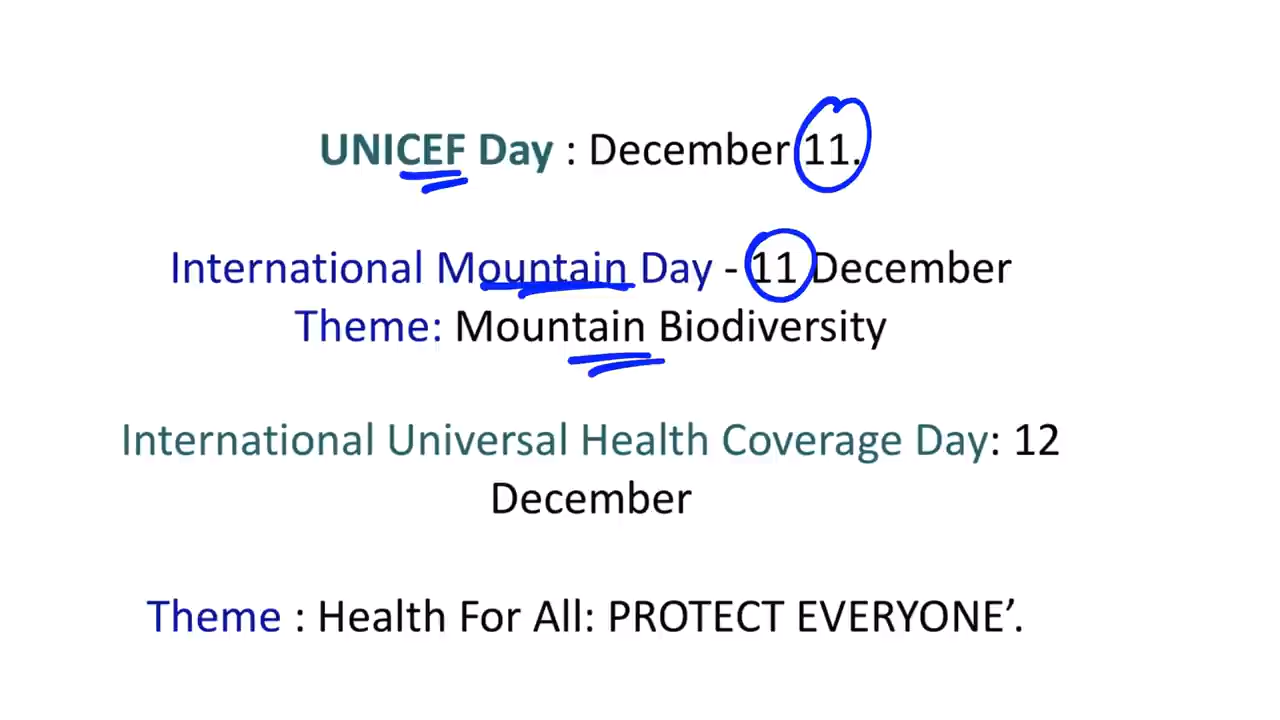 UNICEF Day : December 11.
International Mountain Day - 11 December
Theme: Mountain Biodiversity
International Universal Health Coverage Day: 12
December
Theme : Health For All: PROTECT EVERYONE’.